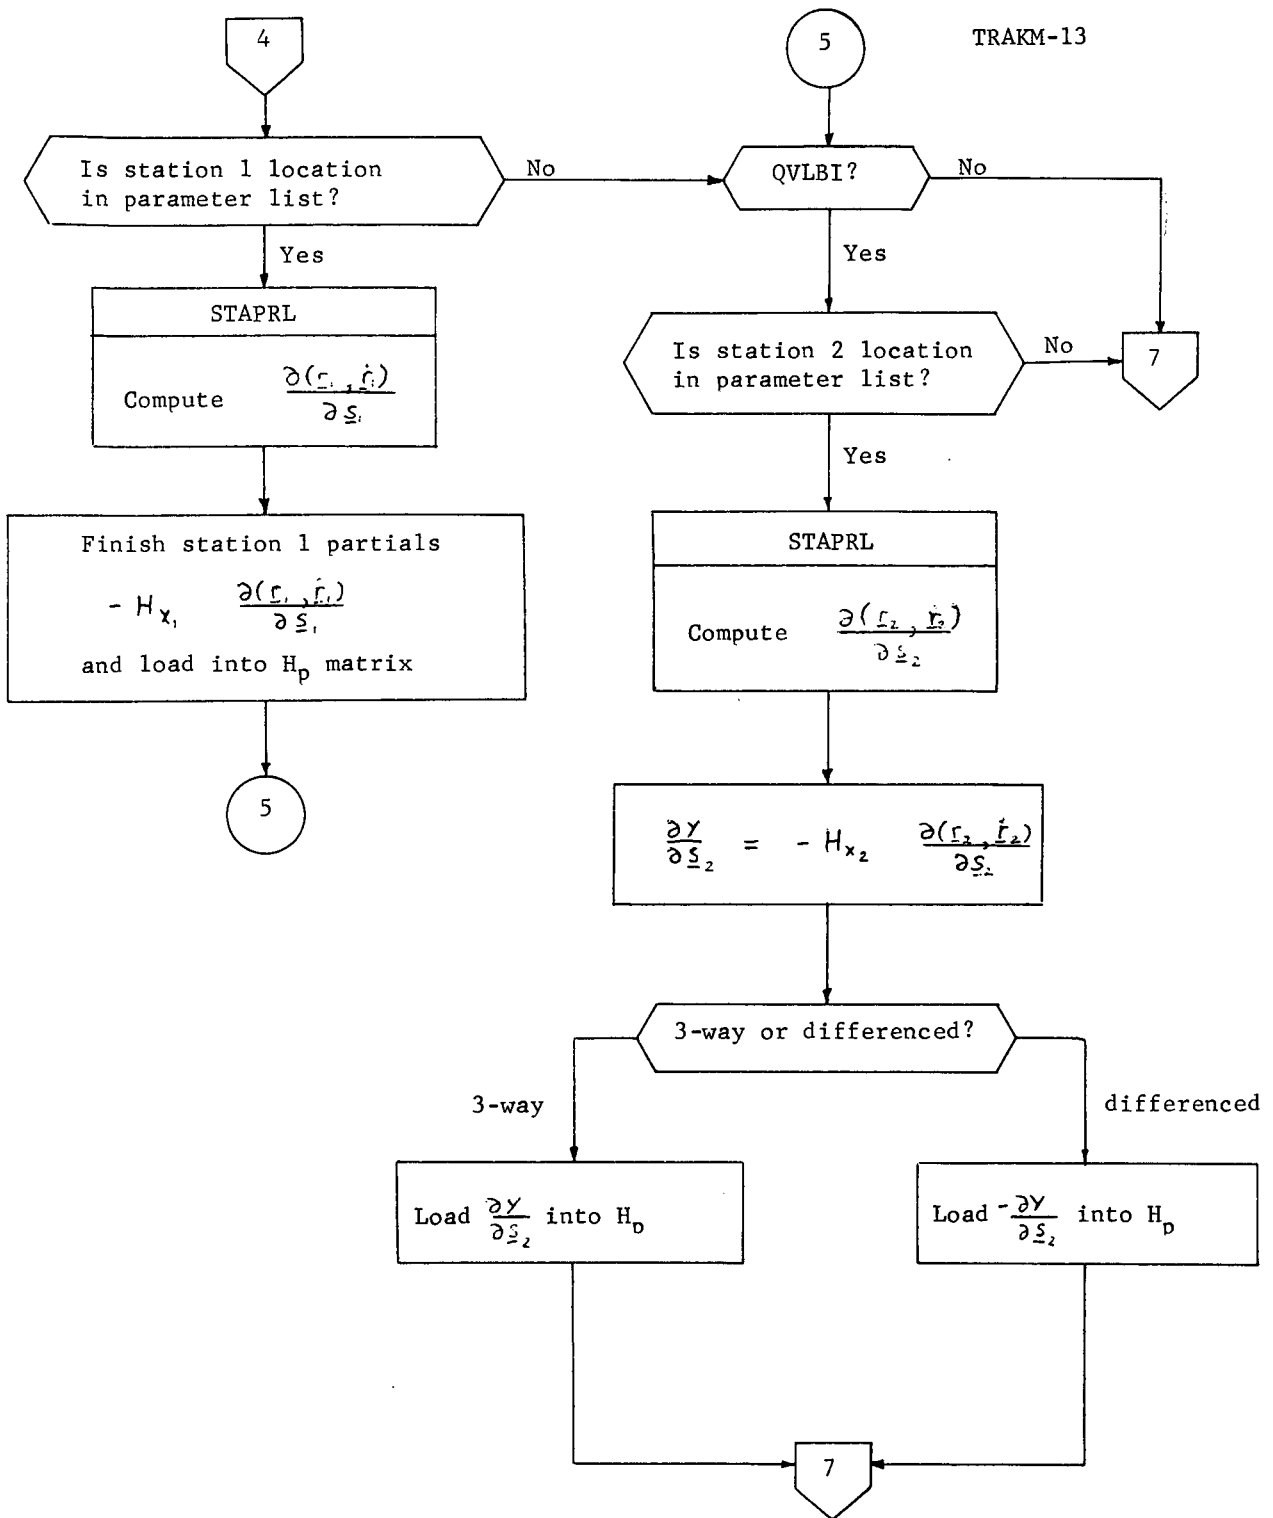 TRAKM-13
4
Is station 1 location
in parameter list?
No
Yes
STAPRL
Compute ∂(r₁, ṙ₁)/∂s₁
Finish station 1 partials
- Hx₁ ∂(r₁, ṙ₁)/∂s₁
and load into Hp matrix
5
5
QVLBI?
No
Yes
Is station 2 location
in parameter list?
No
7
Yes
STAPRL
Compute ∂(r₂, ṙ₂)/∂s₂
∂Y/∂s₂ = - Hx₂ ∂(r₂, ṙ₂)/∂s₂
3-way or differenced?
3-way
differenced
Load ∂Y/∂s₂ into Hp
Load -∂Y/∂s₂ into Hp
7